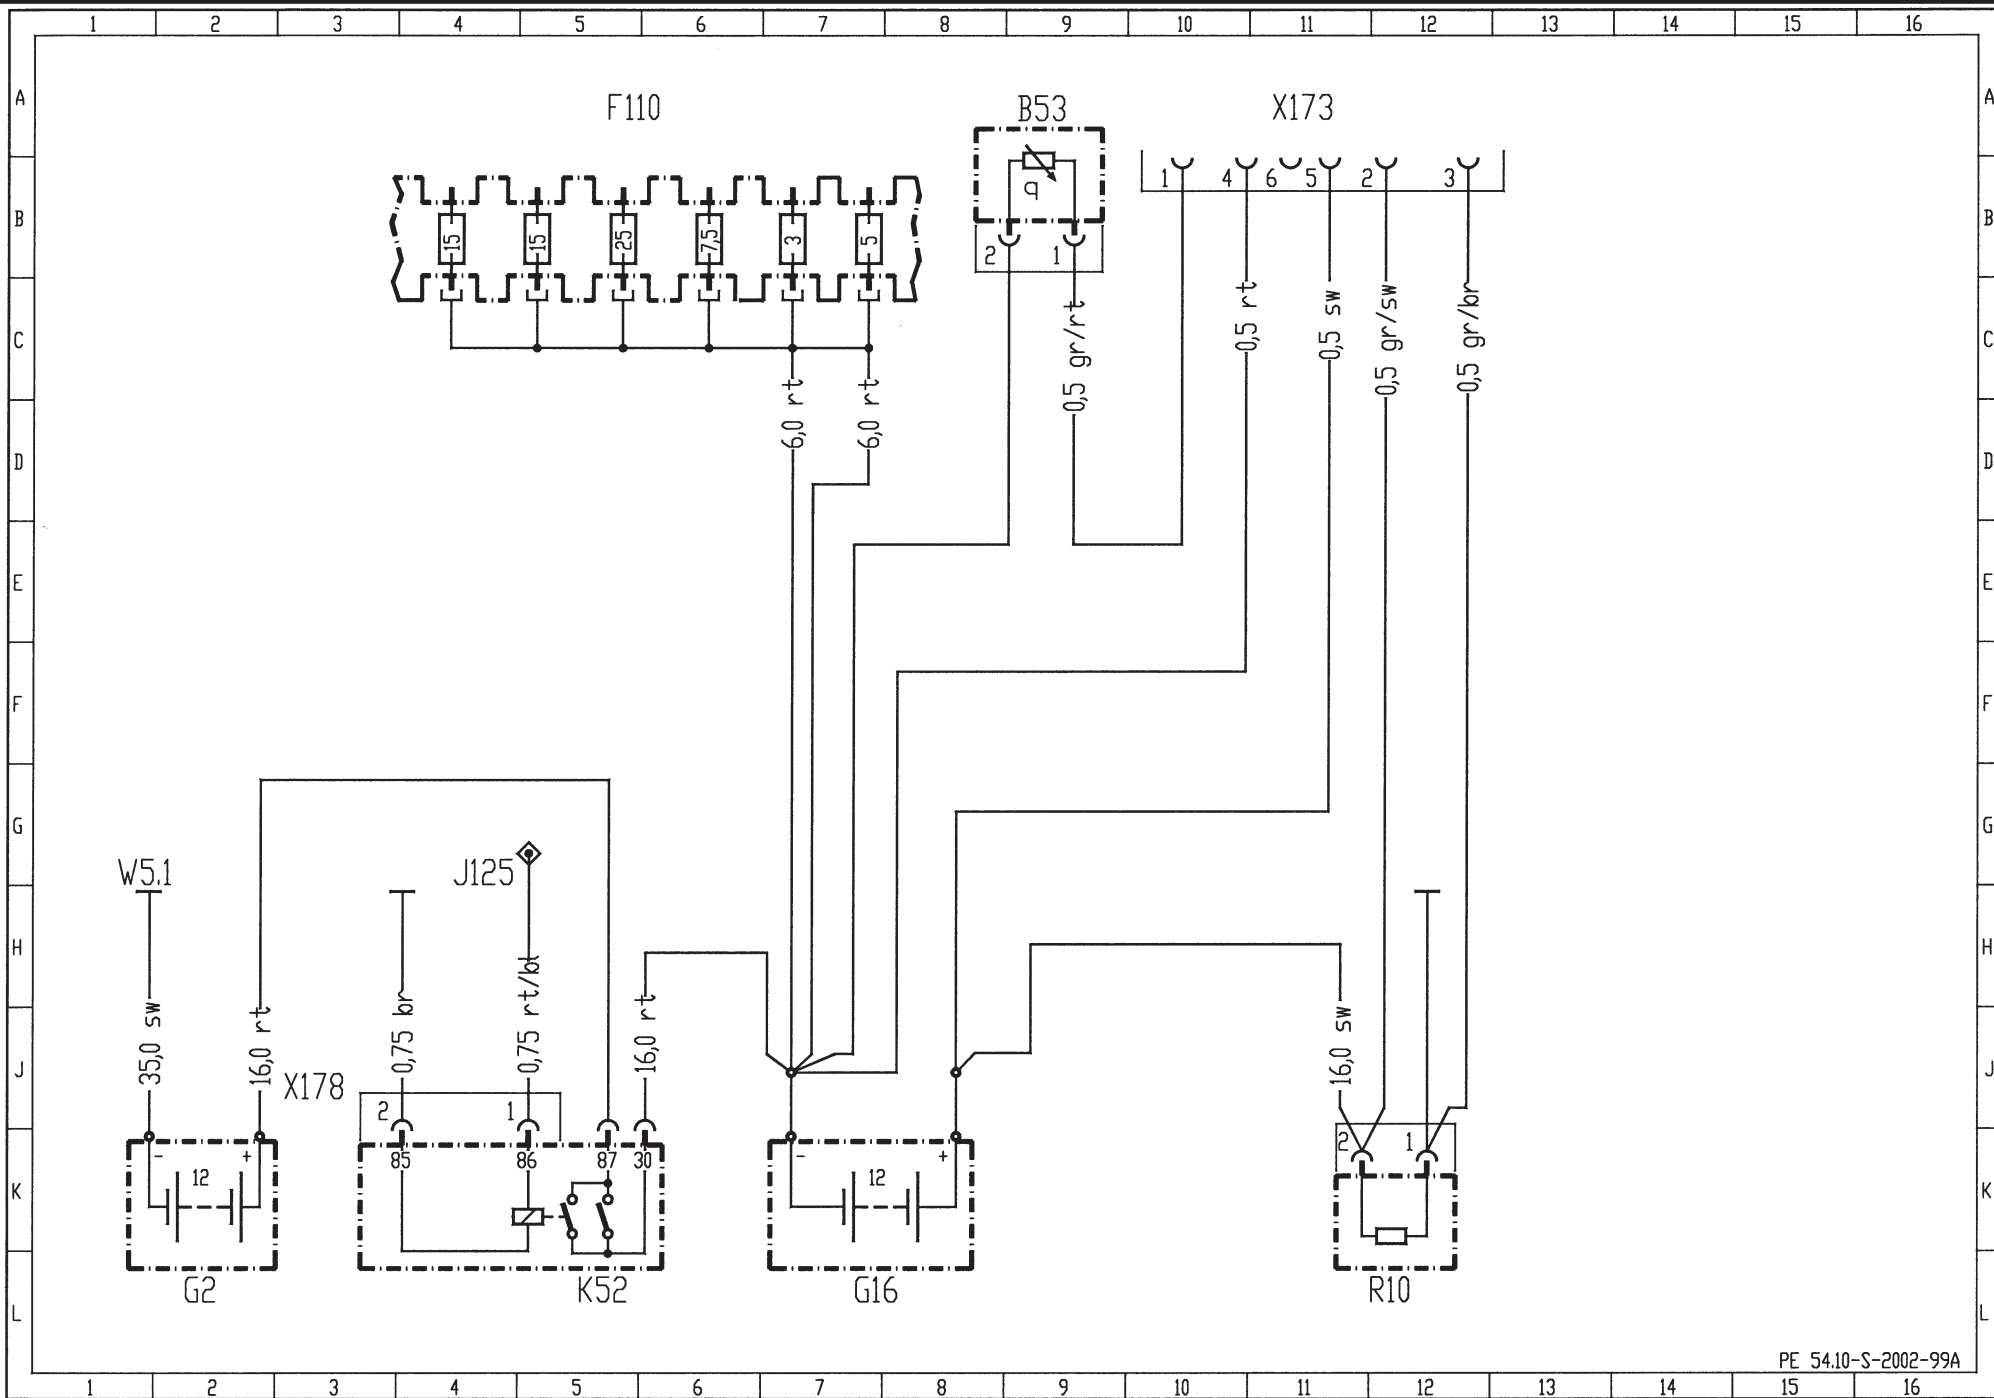 1 2 3 4 5 6 7 8 9 10 11 12 13 14 15 16
A A
F110 B53 X173
1 4 6 5 2 3
q
B B
15 15 25 7,5 3 5
2 1
C C
0,5 gr/rt 0,5 rt 0,5 sw 0,5 gr/sw 0,5 gr/br
6,0 rt 6,0 rt
D D
E E
F F
G G
W5.1 J125
H H
35,0 sw 16,0 rt 0,75 br 0,75 rt/bl 16,0 rt 16,0 sw
J J
X178
2 1
2 1
- + 85 86 87 30 - +
12 12
K K
G2 K52 G16 R10
L L
PE 54.10-S-2002-99A
1 2 3 4 5 6 7 8 9 10 11 12 13 14 15 16